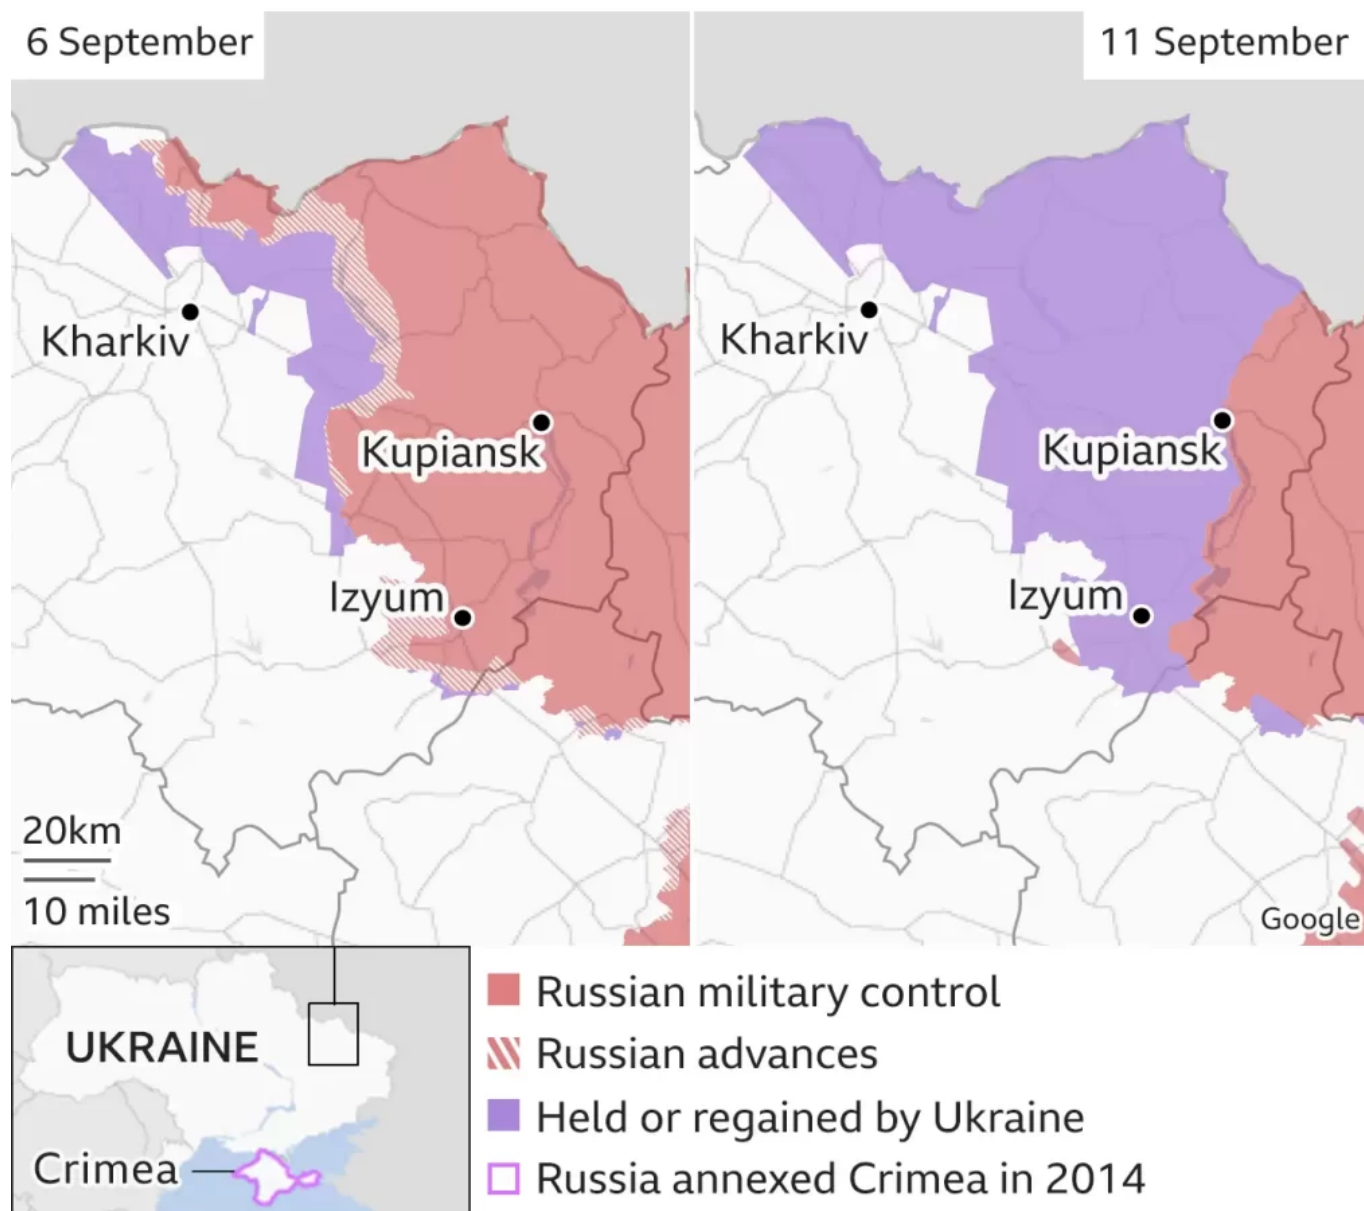 6 September
11 September
Kharkiv
Kupiansk
Izyum
20km
10 miles
Kharkiv
Kupiansk
Izyum
Google
UKRAINE
Crimea
Russian military control
Russian advances
Held or regained by Ukraine
Russia annexed Crimea in 2014